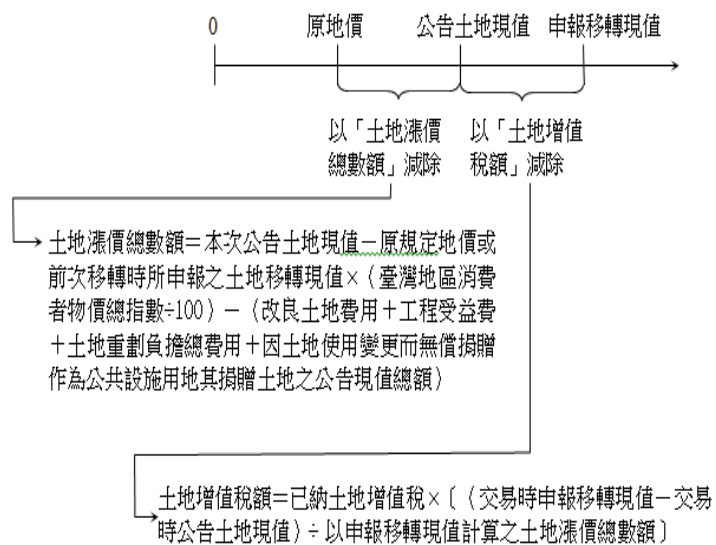 0 原地價 公告土地現值 申報移轉現值
以「土地漲價
總數額」減除
以「土地增值
稅額」減除
土地漲價總數額＝本次公告土地現值－原規定地價或
前次移轉時所申報之土地移轉現值×（臺灣地區消費
者物價總指數÷100）－（改良土地費用＋工程受益費
＋土地重劃負擔總費用＋因土地使用變更而無償捐贈
作為公共設施用地其捐贈土地之公告現值總額）
土地增值稅額＝已納土地增值稅×〔（交易時申報移轉現值－交易
時公告土地現值）÷以申報移轉現值計算之土地漲價總數額〕